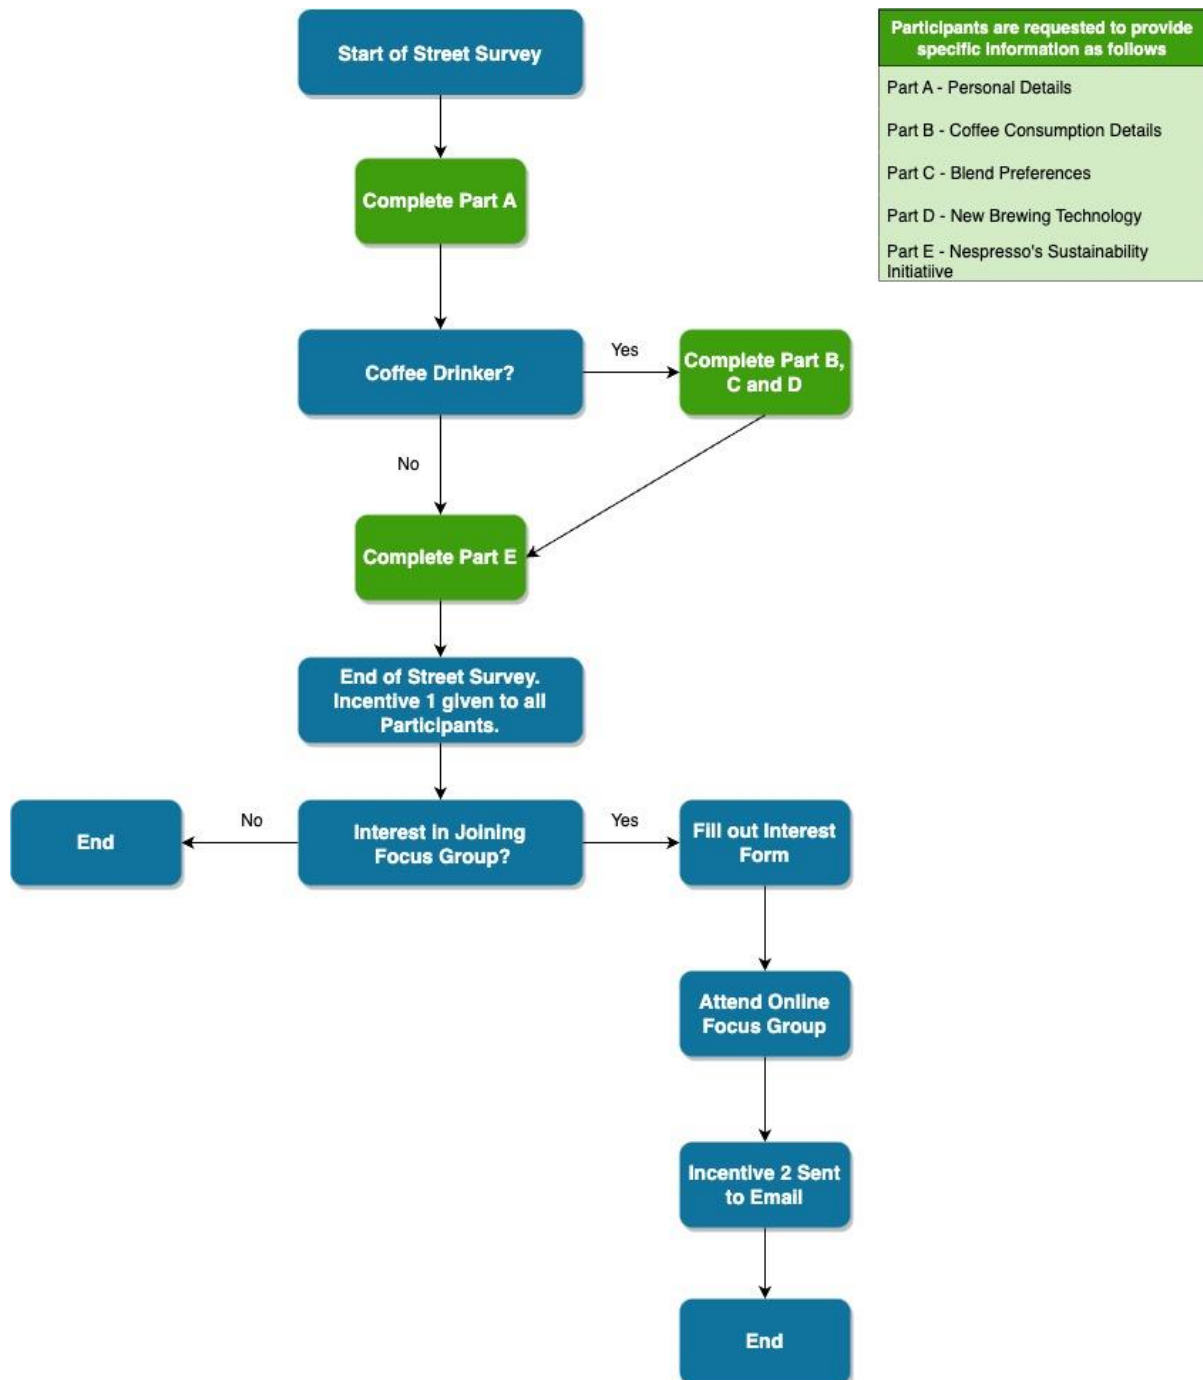 Start of Street Survey
Participants are requested to provide
specific information as follows
Part A - Personal Details
Part B - Coffee Consumption Details
Part C - Blend Preferences
Part D - New Brewing Technology
Part E - Nespresso's Sustainability
Initiatiive
Complete Part A
Coffee Drinker?
Yes
Complete Part B,
C and D
No
Complete Part E
End of Street Survey.
Incentive 1 given to all
Participants.
Interest in Joining
Focus Group?
No
End
Yes
Fill out Interest
Form
Attend Online
Focus Group
Incentive 2 Sent
to Email
End